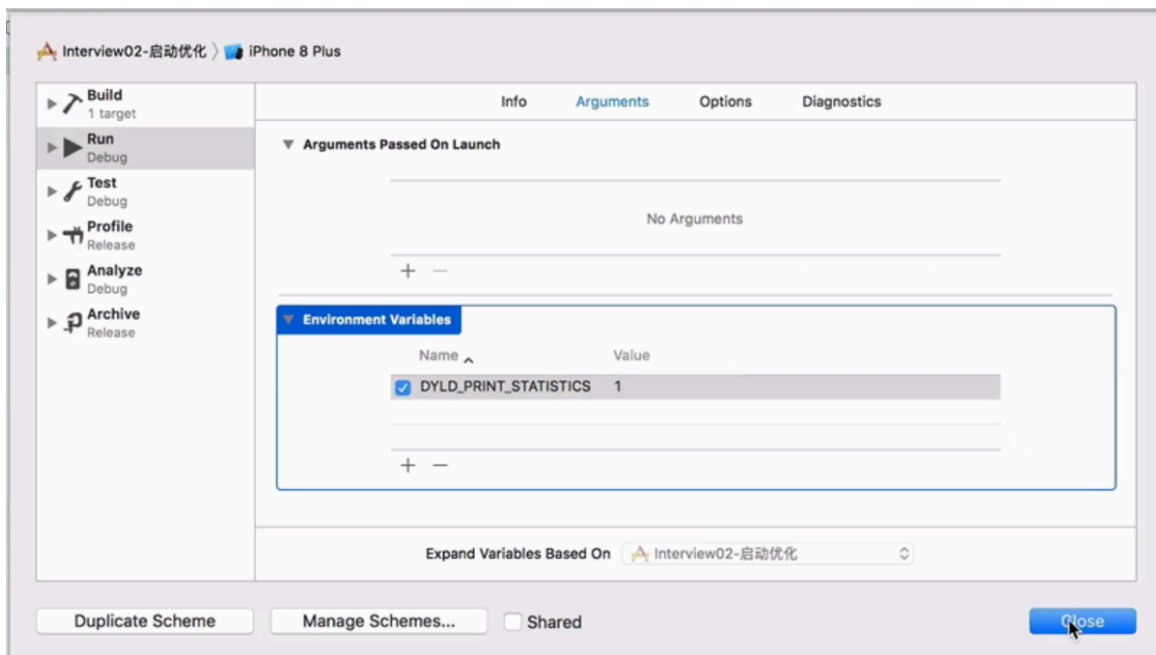 Interview02-启动优化 〉 iPhone 8 Plus
Build
1 target
Run
Debug
Test
Debug
Profile
Release
Analyze
Debug
Archive
Release
Info Arguments Options Diagnostics
Arguments Passed On Launch
No Arguments
Environment Variables
Name Value
DYLD_PRINT_STATISTICS 1
Expand Variables Based On Interview02-启动优化
Duplicate Scheme Manage Schemes... Shared Close